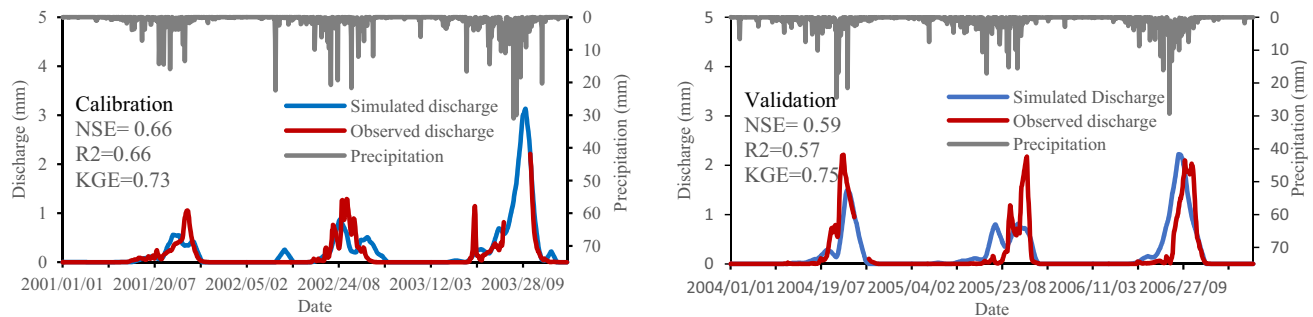 5
4
3
2
1
0
Discharge (mm)
Calibration
NSE= 0.66
R2=0.66
KGE=0.73
Simulated discharge
Observed discharge
Precipitation
0
10
20
30
40
50
60
70
Precipitation (mm)
2001/01/01 2001/20/07 2002/05/02 2002/24/08 2003/12/03 2003/28/09
Date
5
4
3
2
1
0
Discharge (mm)
Validation
NSE= 0.59
R2=0.57
KGE=0.75
Simulated Discharge
Observed discharge
Precipitation
0
10
20
30
40
50
60
70
Precipitation (mm)
2004/01/01 2004/19/07 2005/04/02 2005/23/08 2006/11/03 2006/27/09
Date